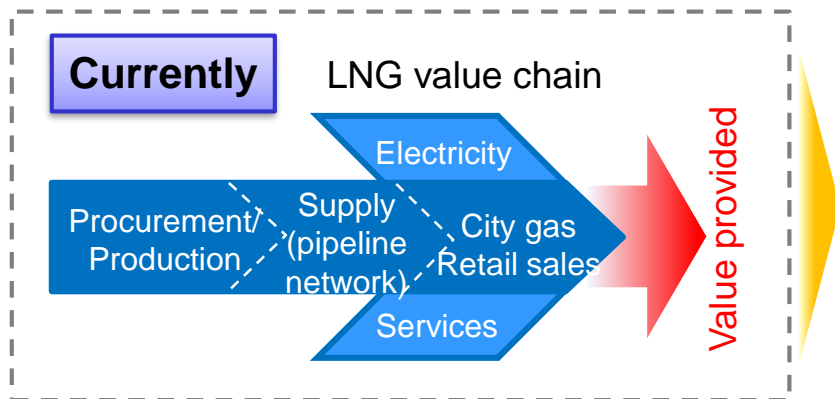 Currently
LNG value chain
Electricity
Procurement/
Production
Supply
(pipeline
network)
City gas
Retail sales
Services
Value provided